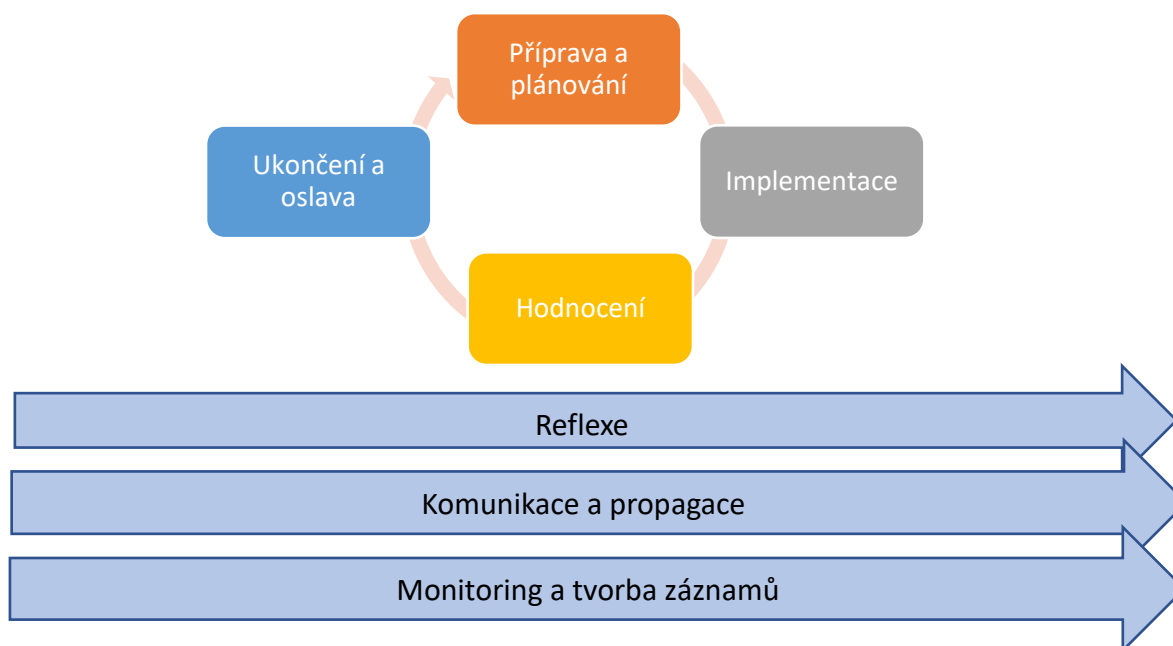 Příprava a
plánování
Ukončení a
oslava
Implementace
Hodnocení
Reflexe
Komunikace a propagace
Monitoring a tvorba záznamů